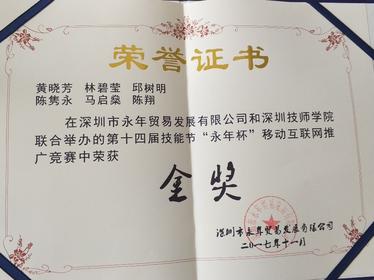 荣誉证书
黄晓芳 林碧莹 邱树明
陈隽永 马启燊 陈翔
在深圳市永年贸易发展有限公司和深圳技师学院
联合举办的第十四届技能节“永年杯”移动互联网推
广竞赛中荣获
金奖
深圳市永年贸易发展有限公司
二〇一七年十一月